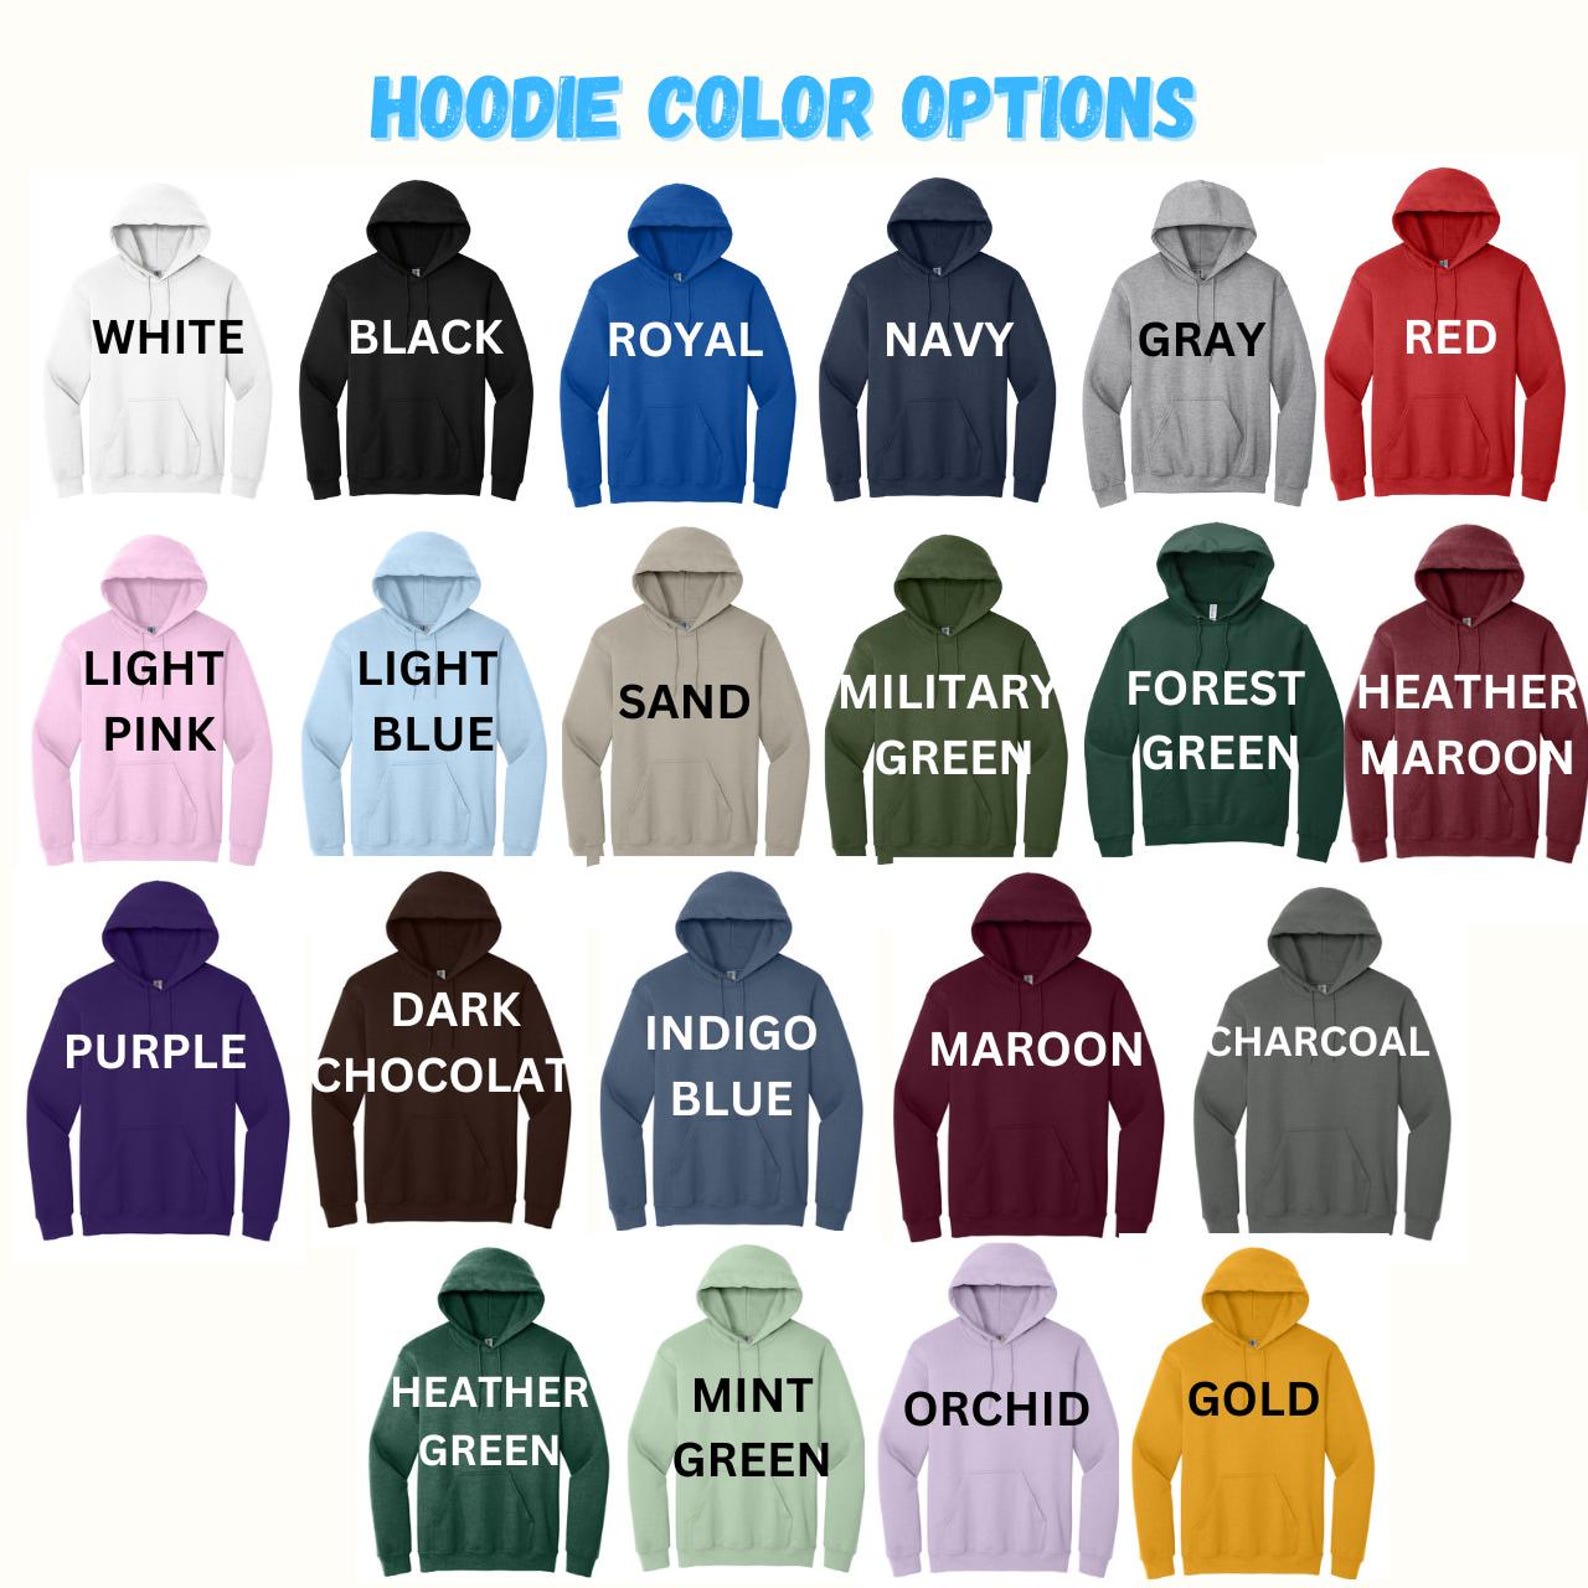 HOODIE COLOR OPTIONS
WHITE
BLACK
ROYAL
NAVY
GRAY
RED
LIGHT
PINK
LIGHT
BLUE
SAND
MILITARY
GREEN
FOREST
GREEN
HEATHER
MAROON
PURPLE
DARK
CHOCOLAT
INDIGO
BLUE
MAROON
CHARCOAL
HEATHER
GREEN
MINT
GREEN
ORCHID
GOLD